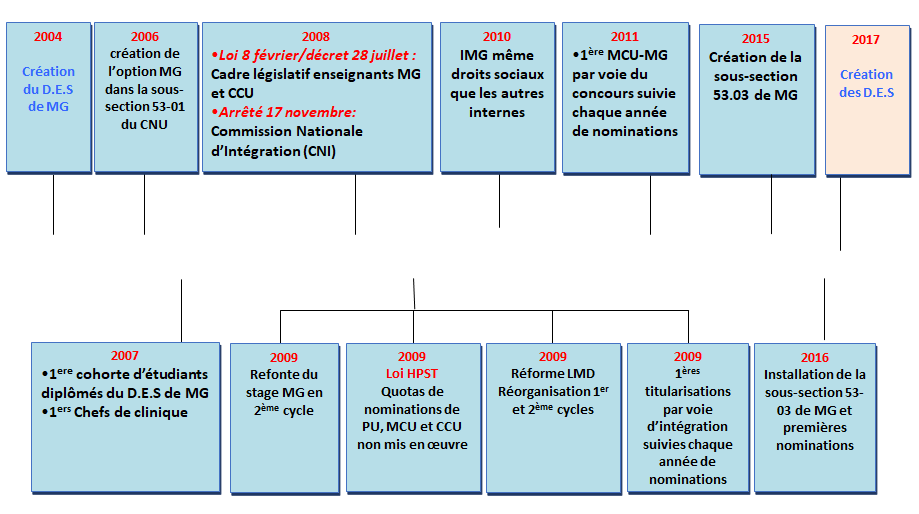 2004
Création
du D.E.S
de MG
2006
création de
l'option MG
dans la sous-
section 53-01
du CNU
2008
•Loi 8 février/décret 28 juillet :
Cadre législatif enseignants MG
et CCU
•Arrêté 17 novembre:
Commission Nationale
d'Intégration (CNI)
2010
IMG même
droits sociaux
que les autres
internes
2011
•1ère MCU-MG
par voie du
concours suivie
chaque année
de nominations
2015
Création de la
sous-section
53.03 de MG
2017
Création
des D.E.S
2007
•1ere cohorte d'étudiants
diplômés du D.E.S de MG
•1ers Chefs de clinique
2009
Refonte du
stage MG en
2ème cycle
2009
Loi HPST
Quotas de
nominations de
PU, MCU et CCU
non mis en œuvre
2009
Réforme LMD
Réorganisation 1er
et 2ème cycles
2009
1ères
titularisations
par voie
d'intégration
suivies chaque
année de
nominations
2016
Installation de la
sous-section 53-
03 de MG et
premières
nominations